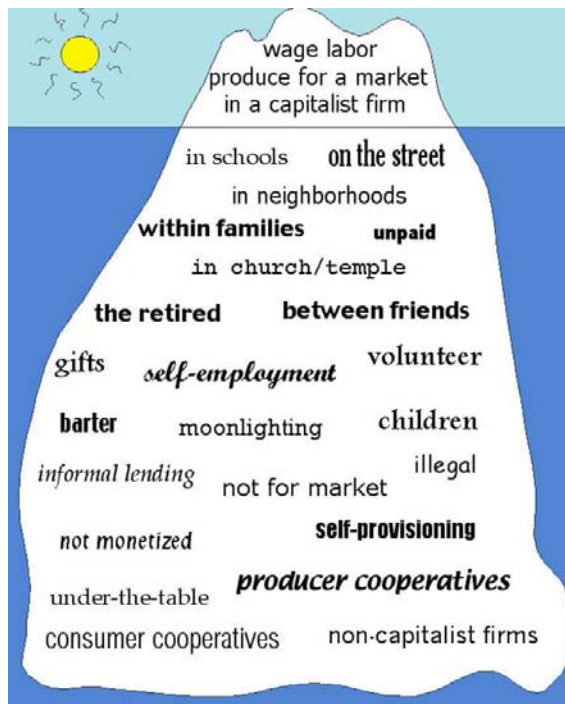 wage labor
produce for a market
in a capitalist firm
in schools on the street
in neighborhoods
within families unpaid
in church/temple
the retired between friends
gifts self-employment volunteer
barter moonlighting children
informal lending not for market illegal
not monetized self-provisioning
under-the-table producer cooperatives
consumer cooperatives non-capitalist firms